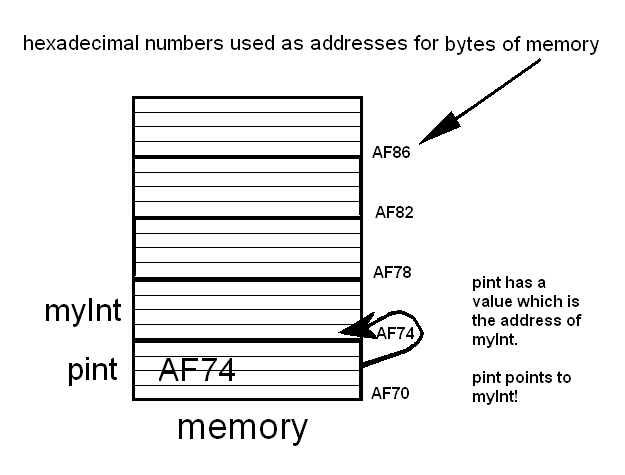 hexadecimal numbers used as addresses for bytes of memory
AF86
AF82
AF78
myInt
AF74
pint
AF74
AF70
memory
pint has a
value which is
the address of
myInt.
pint points to
myInt!